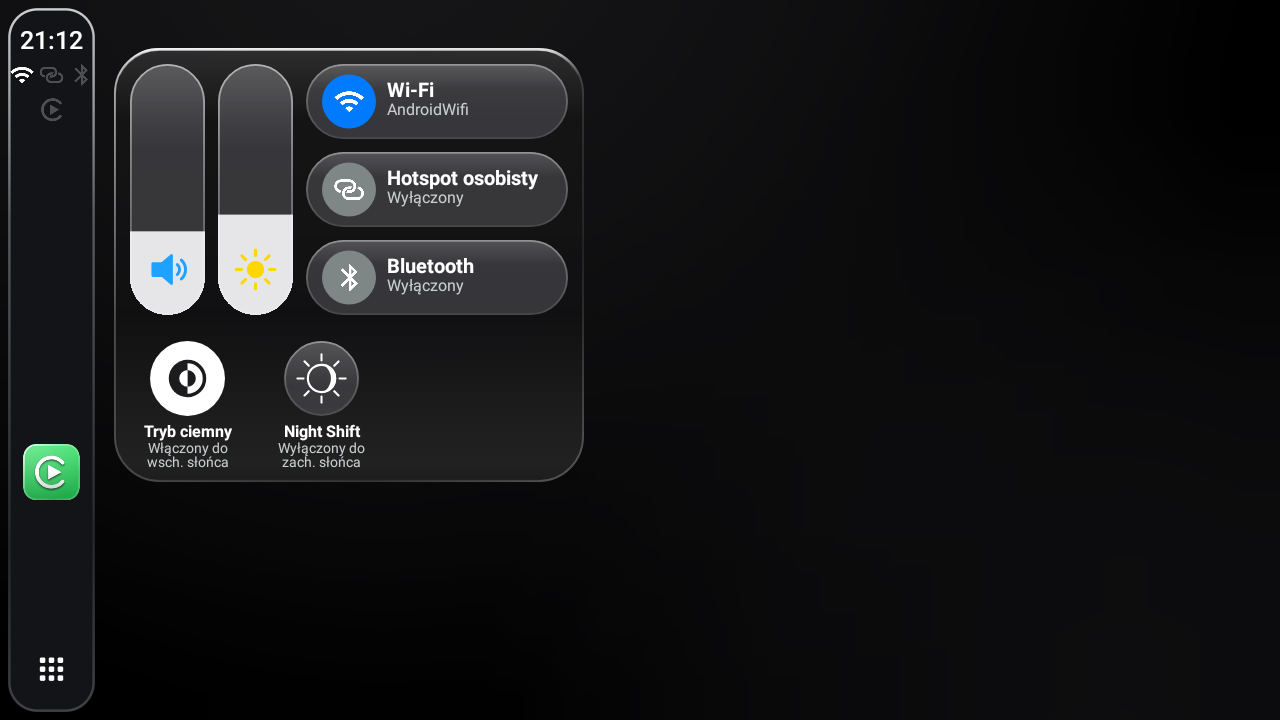 21:12
Wi-Fi
AndroidWifi
Hotspot osobisty
Wyłączony
Bluetooth
Wyłączony
Tryb ciemny
Włączony do
wsch. słońca
Night Shift
Wyłączony do
zach. słońca